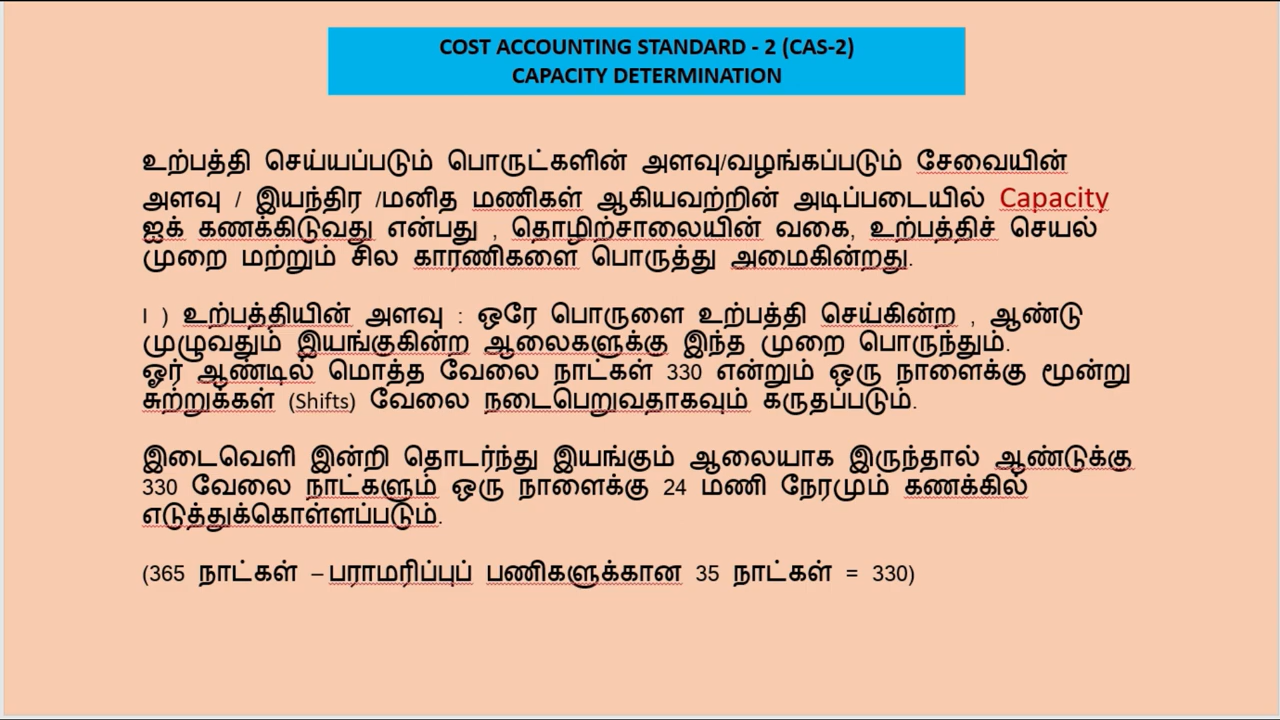 COST ACCOUNTING STANDARD - 2 (CAS-2)
CAPACITY DETERMINATION
உற்பத்தி செய்யப்படும் பொருட்களின் அளவு/வழங்கப்படும் சேவையின்
அளவு / இயந்திர /மனித மணிகள் ஆகியவற்றின் அடிப்படையில் Capacity
ஐக் கணக்கிடுவது என்பது , தொழிற்சாலையின் வகை, உற்பத்திச் செயல்
முறை மற்றும் சில காரணிகளை பொருத்து அமைகின்றது.
I ) உற்பத்தியின் அளவு : ஒரே பொருளை உற்பத்தி செய்கின்ற , ஆண்டு
முழுவதும் இயங்குகின்ற ஆலைகளுக்கு இந்த முறை பொருந்தும்.
ஓர் ஆண்டில் மொத்த வேலை நாட்கள் 330 என்றும் ஒரு நாளைக்கு மூன்று
சுற்றுக்கள் (Shifts) வேலை நடைபெறுவதாகவும் கருதப்படும்.
இடைவெளி இன்றி தொடர்ந்து இயங்கும் ஆலையாக இருந்தால் ஆண்டுக்கு
330 வேலை நாட்களும் ஒரு நாளைக்கு 24 மணி நேரமும் கணக்கில்
எடுத்துக்கொள்ளப்படும்.
(365 நாட்கள் – பராமரிப்புப் பணிகளுக்கான 35 நாட்கள் = 330)